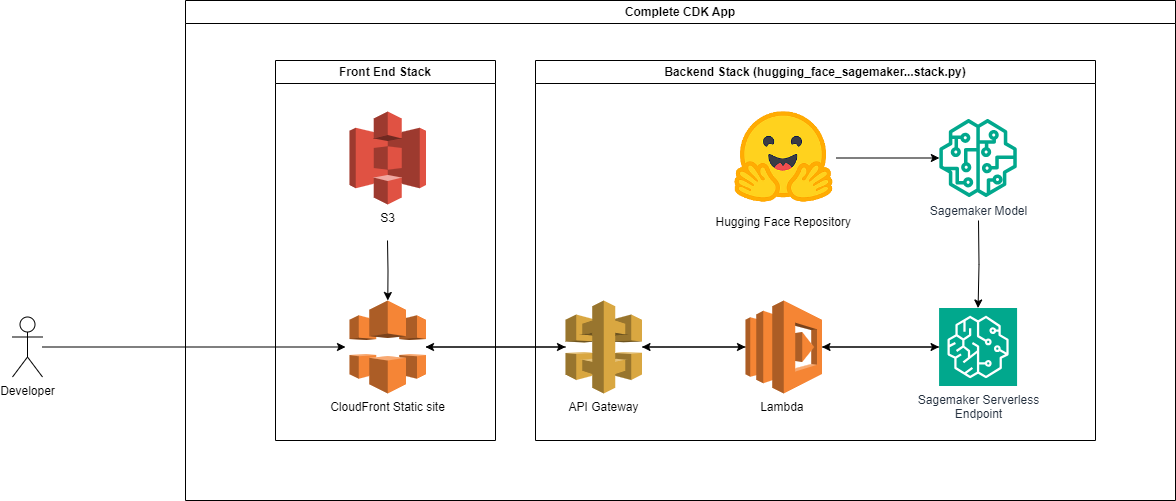 Complete CDK App
Front End Stack
Backend Stack (hugging_face_sagemaker...stack.py)
S3
Hugging Face Repository
Sagemaker Model
Developer
CloudFront Static site
API Gateway
Lambda
Sagemaker Serverless
Endpoint